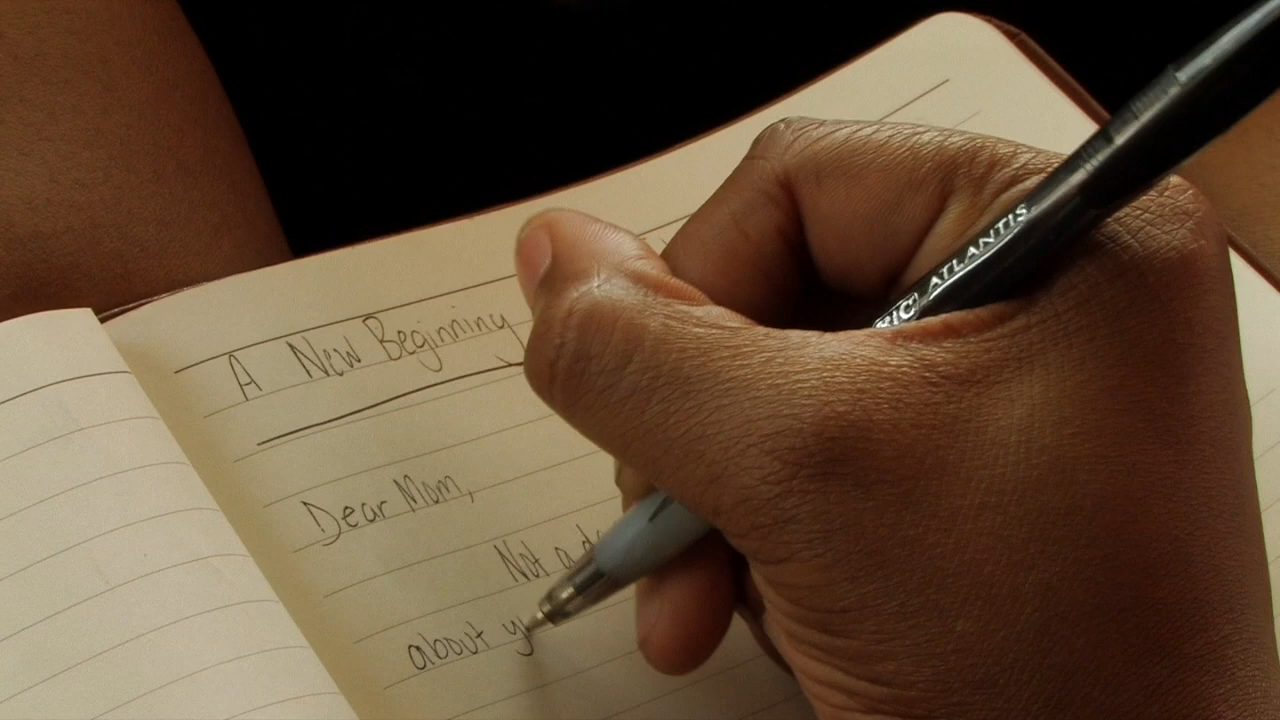 A New Beginning
Dear Mom,
Not a
about
BIC ATLANTIS